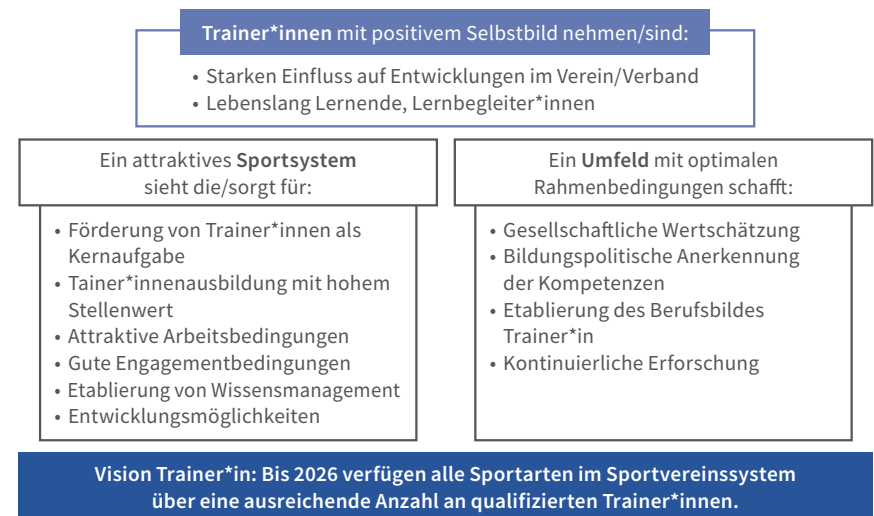 Trainer*innen mit positivem Selbstbild nehmen/sind:
• Starken Einfluss auf Entwicklungen im Verein/Verband
• Lebenslang Lernende, Lernbegleiter*innen
Ein attraktives Sportsystem
sieht die/sorgt für:
• Förderung von Trainer*innen als
Kernaufgabe
• Tainer*innenausbildung mit hohem
Stellenwert
• Attraktive Arbeitsbedingungen
• Gute Engagementbedingungen
• Etablierung von Wissensmanagement
• Entwicklungsmöglichkeiten
Ein Umfeld mit optimalen
Rahmenbedingungen schafft:
• Gesellschaftliche Wertschätzung
• Bildungspolitische Anerkennung
der Kompetenzen
• Etablierung des Berufsbildes
Trainer*in
• Kontinuierliche Erforschung
Vision Trainer*in: Bis 2026 verfügen alle Sportarten im Sportvereinssystem
über eine ausreichende Anzahl an qualifizierten Trainer*innen.